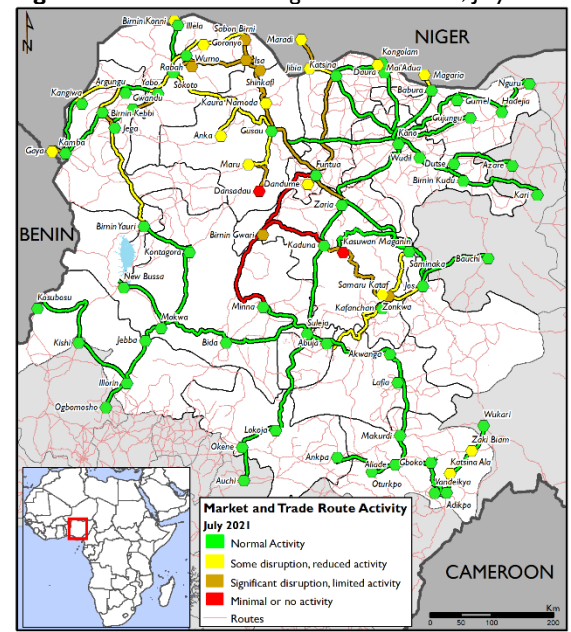 N
Birnin Konni
Illela
Sabon Birni
Goronyo
Maradi
NIGER
Kongolam
Wurno
Isa
Rabah
Jibia
Katsina
Daura
Mai'Adua
Magaria
Shinkafi
Argungu
Yabo
Sokoto
Kangiwa
Gwandu
Babura
Nguru
Kaura Namoda
Gumel
Hadejia
Birnin Kebbi
Gujungu
Jega
Anka
Gusau
Kano
Kamba
Gaya
Wudil
Maru
Funtua
Dutse
Azare
Dandume
Birnin Kudu
Dansadau
Zaria
Kari
Birnin Yauri
BENIN
Birnin Gwari
Kasuwan Maganin
Kaduna
Kontagora
Saminaka
Bauchi
New Bussa
Samaru Kataf
Jos
Kasubosu
Minna
Kafanchan
Zonkwa
Mokwa
Suleja
Kishi
Jebba
Bida
Abuja
Akwanga
Illorin
Lafia
Ogbomosho
Wukari
Lokoja
Makurdi
Zaki Biam
Okene
Ankpa
Gboko
Katsina Ala
Aliade
Auchi
Vandeikya
Oturkpo
Adikpo
Market and Trade Route Activity
July 2021
Normal Activity
Some disruption, reduced activity
Significant disruption, limited activity
Minimal or no activity
Routes
CAMEROON
Km
0 50 100 200